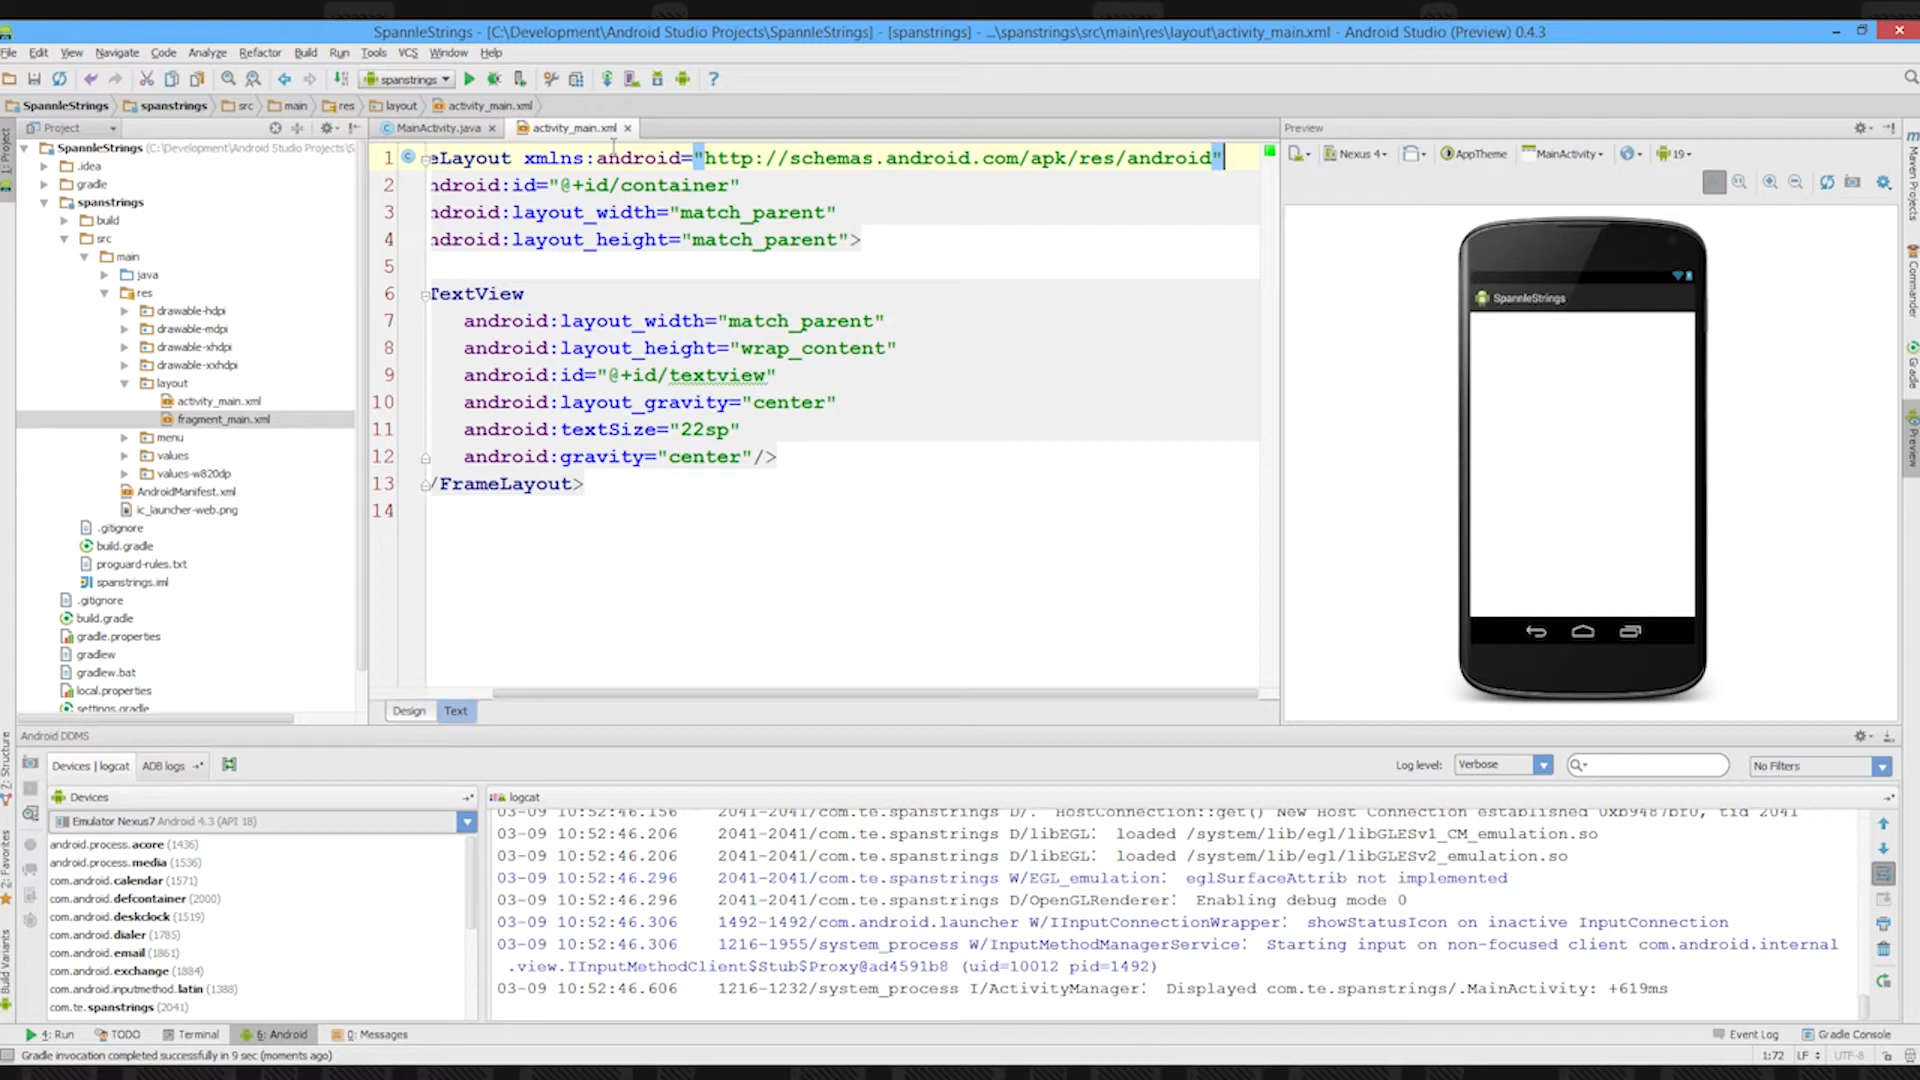 SpannleStrings - [C:\Development\Android Studio Projects\SpannleStrings] - [spanstrings] - ...\spanstrings\src\main\res\layout\activity_main.xml - Android Studio (Preview) 0.4.3
File Edit View Navigate Code Analyze Refactor Build Run Tools VCS Window Help
spanstrings
SpannleStrings spanstrings src main res layout activity_main.xml
Project
MainActivity.java
activity_main.xml
Preview
1: Project
SpannleStrings (C:\Development\Android Studio Projects\S
.idea
gradle
spanstrings
build
src
main
java
res
drawable-hdpi
drawable-mdpi
drawable-xhdpi
drawable-xxhdpi
layout
activity_main.xml
fragment_main.xml
menu
values
values-w820dp
AndroidManifest.xml
ic_launcher-web.png
.gitignore
build.gradle
proguard-rules.txt
spanstrings.iml
.gitignore
build.gradle
gradle.properties
gradlew
gradlew.bat
local.properties
settings.gradle
1 eLayout xmlns:android="http://schemas.android.com/apk/res/android"
2 ndroid:id="@+id/container"
3 ndroid:layout_width="match_parent"
4 ndroid:layout_height="match_parent">
5
6 TextView
7 android:layout_width="match_parent"
8 android:layout_height="wrap_content"
9 android:id="@+id/textview"
10 android:layout_gravity="center"
11 android:textSize="22sp"
12 android:gravity="center"/>
13 /FrameLayout>
14
Design Text
Nexus 4 AppTheme MainActivity 19
SpannleStrings
Maven Projects
Commander
Gradle
Preview
Android DDMS
Devices | logcat ADB logs
Log level: Verbose
No Filters
Devices
Emulator Nexus7 Android 4.3 (API 18)
android.process.acore (1436)
android.process.media (1536)
com.android.calendar (1571)
com.android.defcontainer (2000)
com.android.deskclock (1519)
com.android.dialer (1785)
com.android.email (1861)
com.android.exchange (1884)
com.android.inputmethod.latin (1388)
com.te.spanstrings (2041)
logcat
03-09 10:52:46.156 2041-2041/com.te.spanstrings D/: HostConnection::get() New Host Connection established 0xb9487bf0, tid 2041
03-09 10:52:46.206 2041-2041/com.te.spanstrings D/libEGL: loaded /system/lib/egl/libGLESv1_CM_emulation.so
03-09 10:52:46.206 2041-2041/com.te.spanstrings D/libEGL: loaded /system/lib/egl/libGLESv2_emulation.so
03-09 10:52:46.296 2041-2041/com.te.spanstrings W/EGL_emulation: eglSurfaceAttrib not implemented
03-09 10:52:46.296 2041-2041/com.te.spanstrings D/OpenGLRenderer: Enabling debug mode 0
03-09 10:52:46.306 1492-1492/com.android.launcher W/IInputConnectionWrapper: showStatusIcon on inactive InputConnection
03-09 10:52:46.306 1216-1955/system_process W/InputMethodManagerService: Starting input on non-focused client com.android.internal
.view.IInputMethodClient$Stub$Proxy@ad4591b8 (uid=10012 pid=1492)
03-09 10:52:46.606 1216-1232/system_process I/ActivityManager: Displayed com.te.spanstrings/.MainActivity: +619ms
Z: Structure
2: Favorites
Build Variants
4: Run TODO Terminal 6: Android 0: Messages
Event Log Gradle Console
Gradle invocation completed successfully in 9 sec (moments ago)
1:72 LF UTF-8